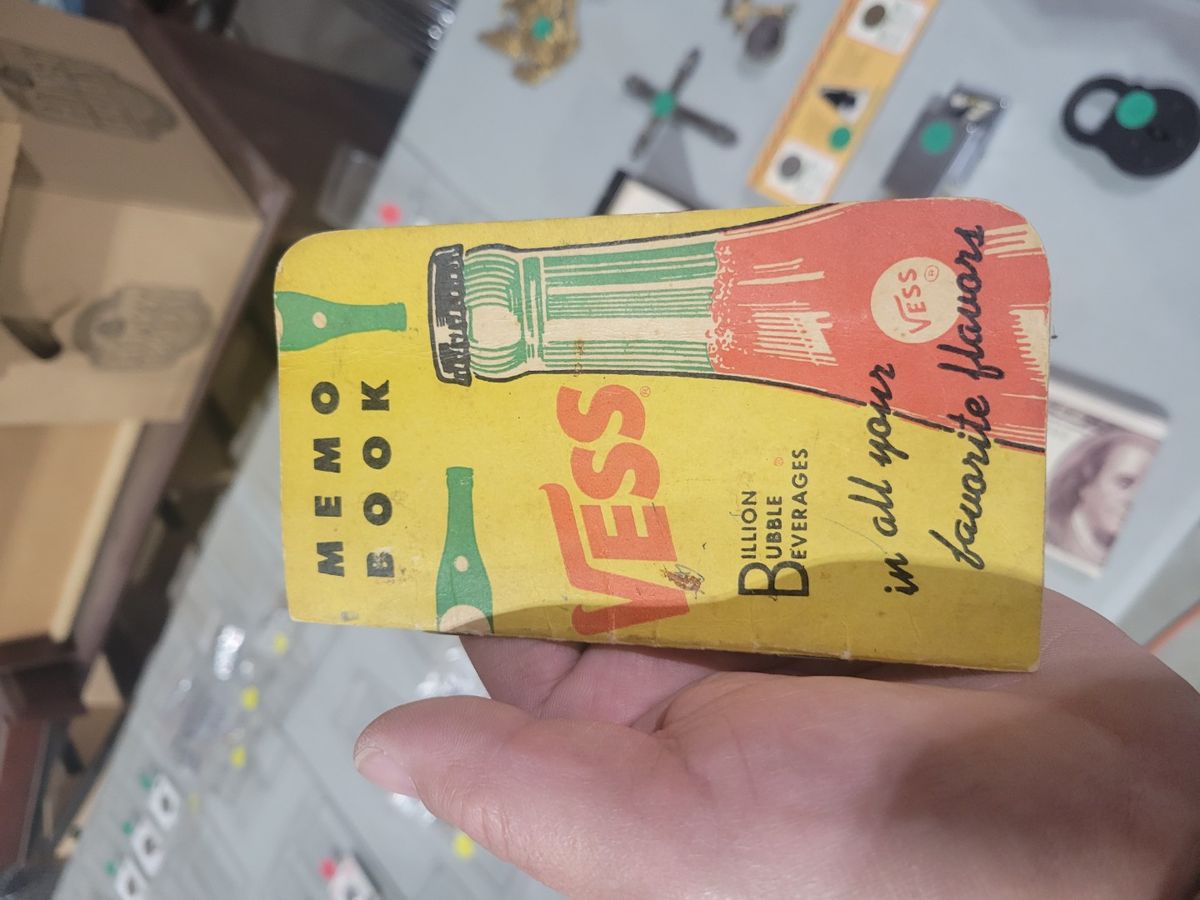 MEMO
BOOK
VESS®
BILLION
BUBBLE®
BEVERAGES
in all your
favorite flavors
VESS®